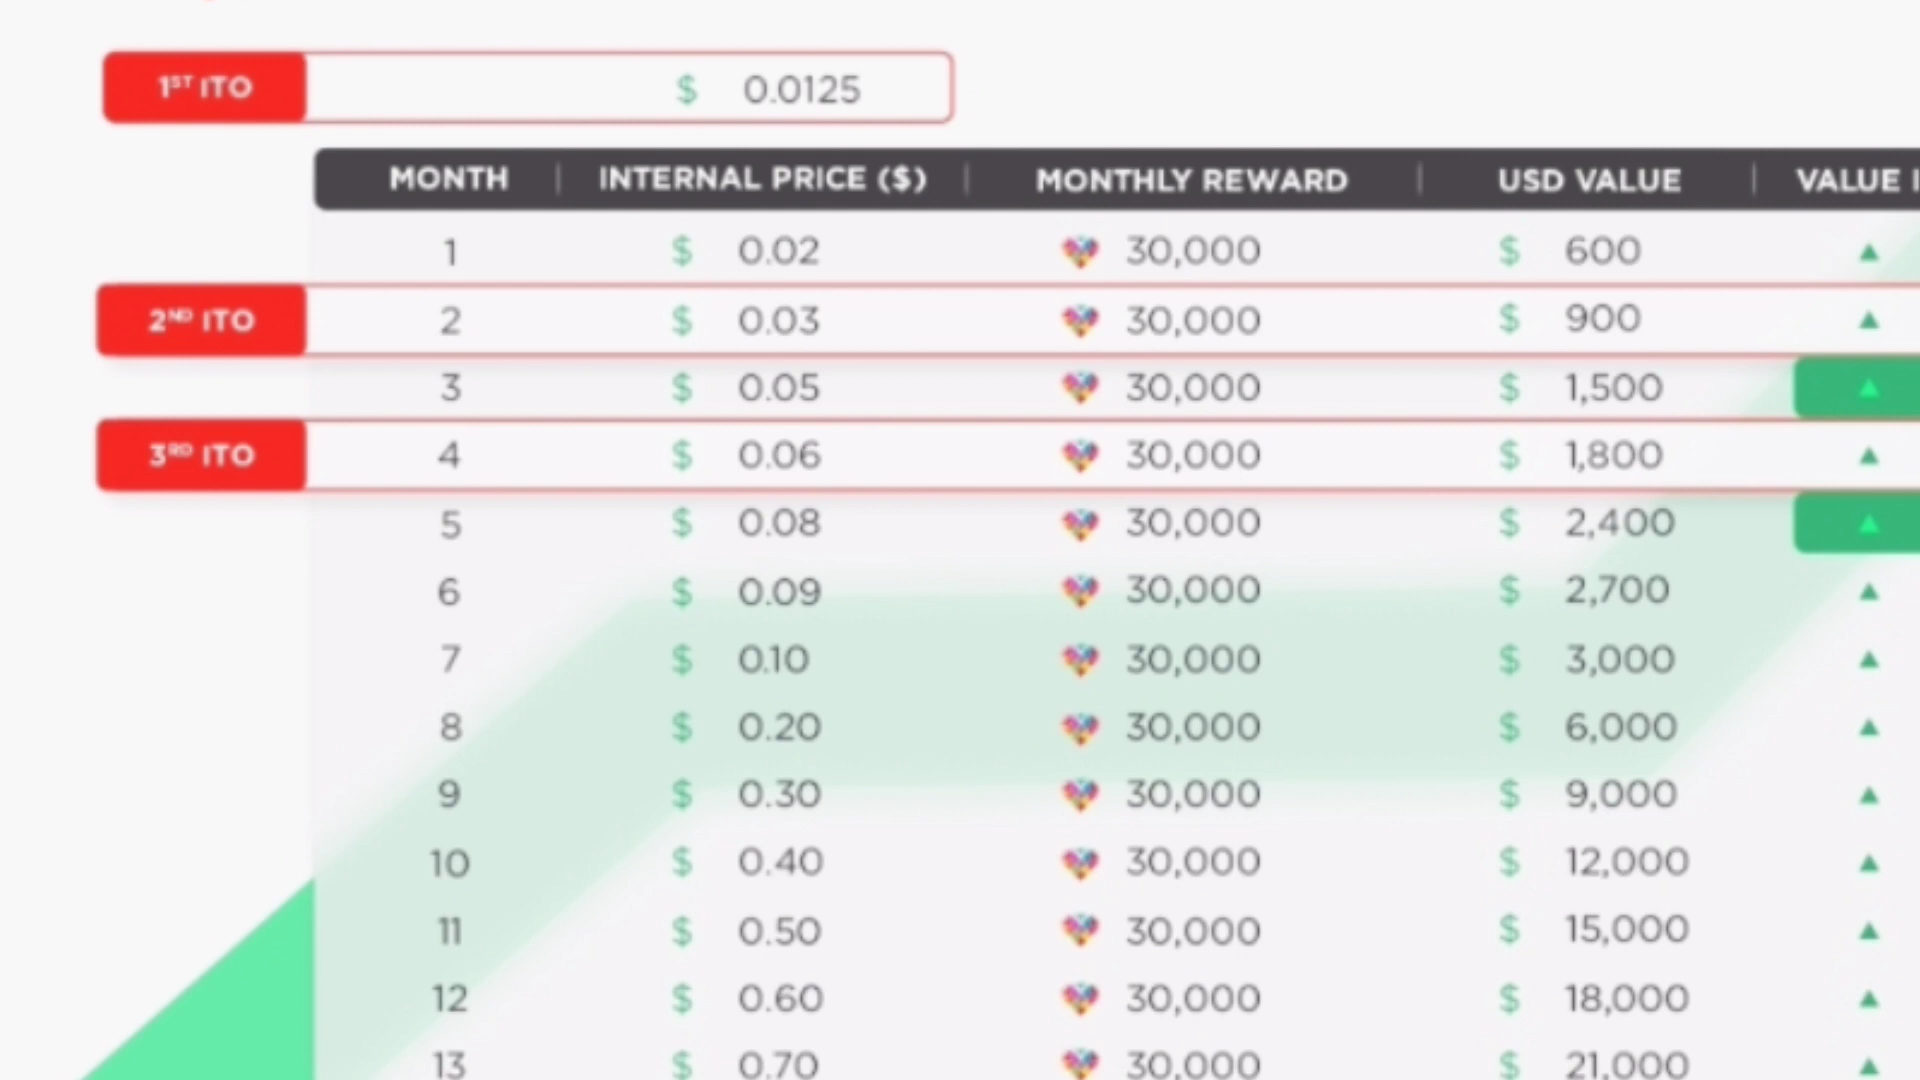 1ST ITO $ 0.0125
MONTH INTERNAL PRICE ($) MONTHLY REWARD USD VALUE VALUE
1 $ 0.02 30,000 $ 600
2ND ITO 2 $ 0.03 30,000 $ 900
3 $ 0.05 30,000 $ 1,500
3RD ITO 4 $ 0.06 30,000 $ 1,800
5 $ 0.08 30,000 $ 2,400
6 $ 0.09 30,000 $ 2,700
7 $ 0.10 30,000 $ 3,000
8 $ 0.20 30,000 $ 6,000
9 $ 0.30 30,000 $ 9,000
10 $ 0.40 30,000 $ 12,000
11 $ 0.50 30,000 $ 15,000
12 $ 0.60 30,000 $ 18,000
13 $ 0.70 30,000 $ 21,000